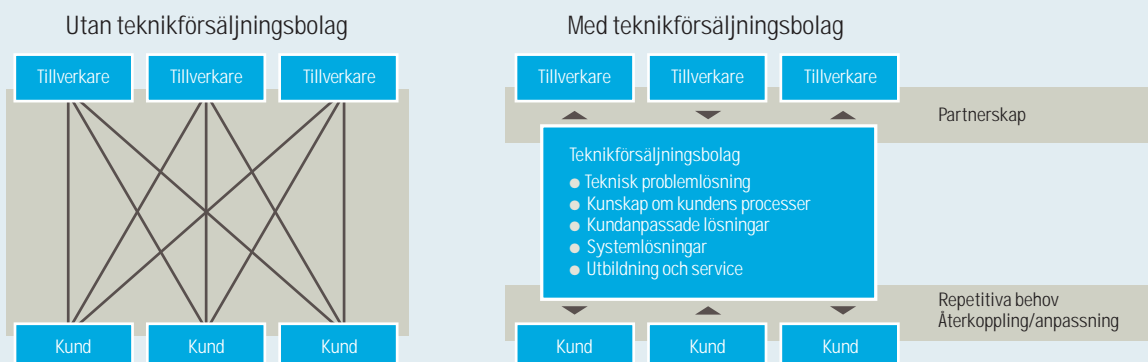 Utan teknikförsäljningsbolag
Tillverkare
Tillverkare
Tillverkare
Kund
Kund
Kund
Med teknikförsäljningsbolag
Tillverkare
Tillverkare
Tillverkare
Partnerskap
Teknikförsäljningsbolag
● Teknisk problemlösning
● Kunskap om kundens processer
● Kundanpassade lösningar
● Systemlösningar
● Utbildning och service
Repetitiva behov
Återkoppling/anpassning
Kund
Kund
Kund